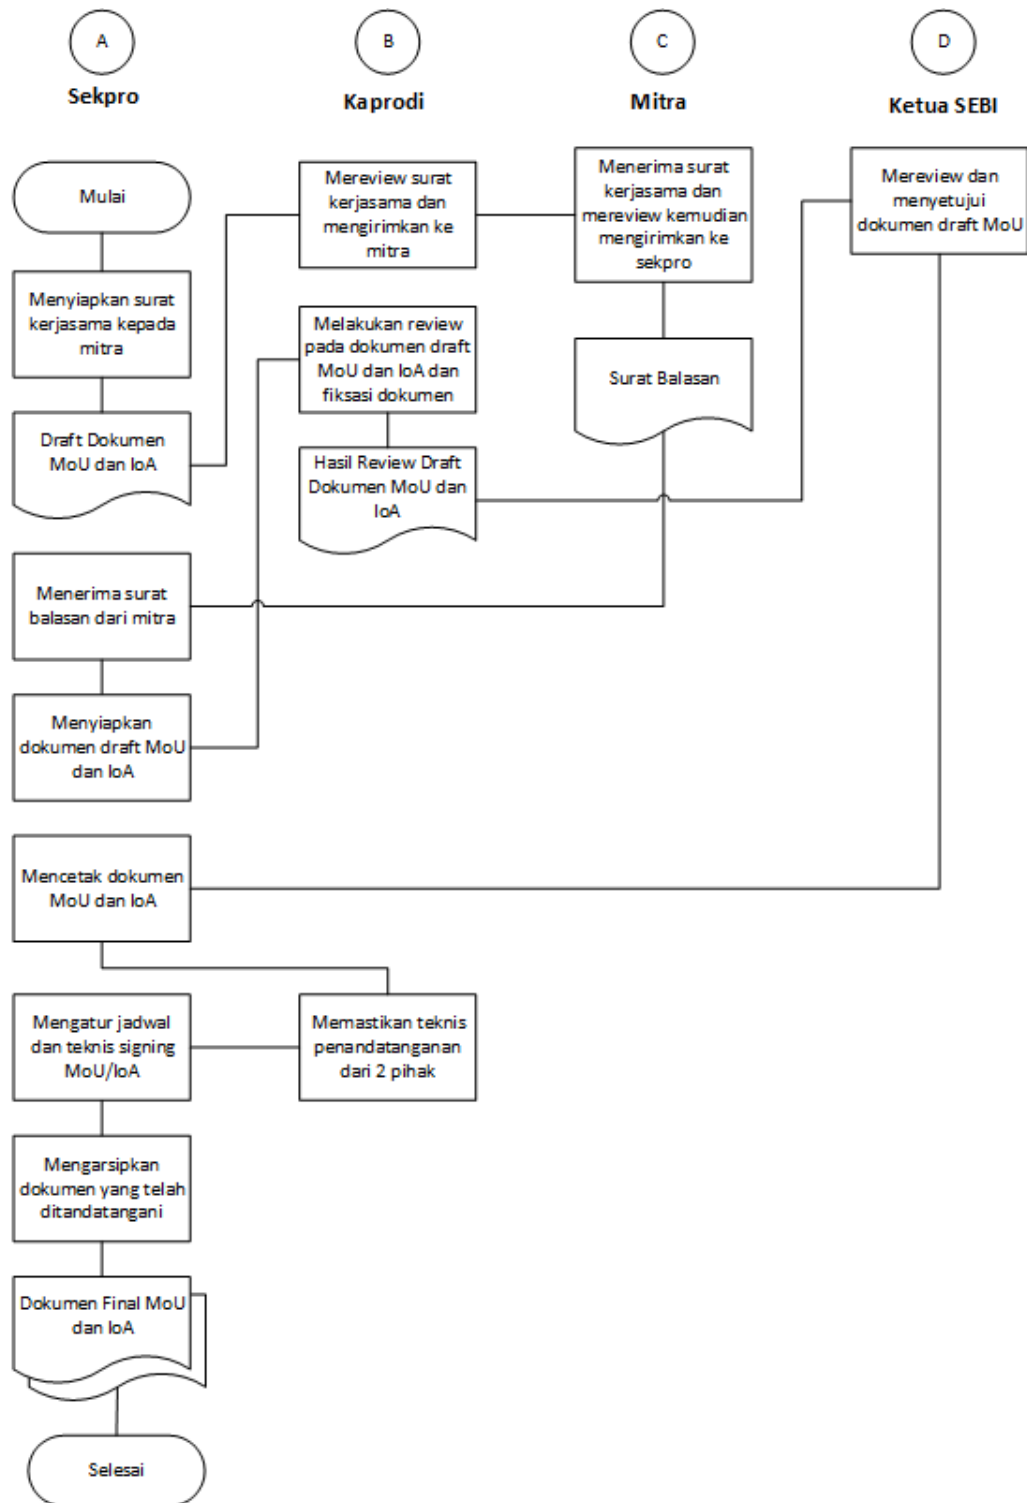 A
B
C
D
Sekpro
Kaprodi
Mitra
Ketua SEBI
Mulai
Mereview surat
kerjasama dan
mengirimkan ke
mitra
Menerima surat
kerjasama dan
mereview kemudian
mengirimkan ke
sekpro
Mereview dan
menyetujui
dokumen draft MoU
Menyiapkan surat
kerjasama kepada
mitra
Melakukan review
pada dokumen draft
MoU dan IoA dan
fiksasi dokumen
Surat Balasan
Draft Dokumen
MoU dan IoA
Hasil Review Draft
Dokumen MoU dan
IoA
Menerima surat
balasan dari mitra
Menyiapkan
dokumen draft MoU
dan IoA
Mencetak dokumen
MoU dan IoA
Mengatur jadwal
dan teknis signing
MoU/IoA
Memastikan teknis
penandatanganan
dari 2 pihak
Mengarsipkan
dokumen yang telah
ditandatangani
Dokumen Final MoU
dan IoA
Selesai